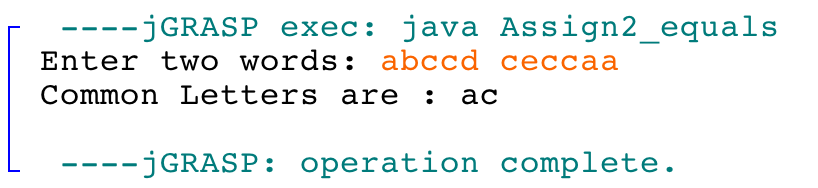 ----jGRASP exec: java Assign2_equals
Enter two words: abccd ceccaa
Common Letters are : ac
----jGRASP: operation complete.